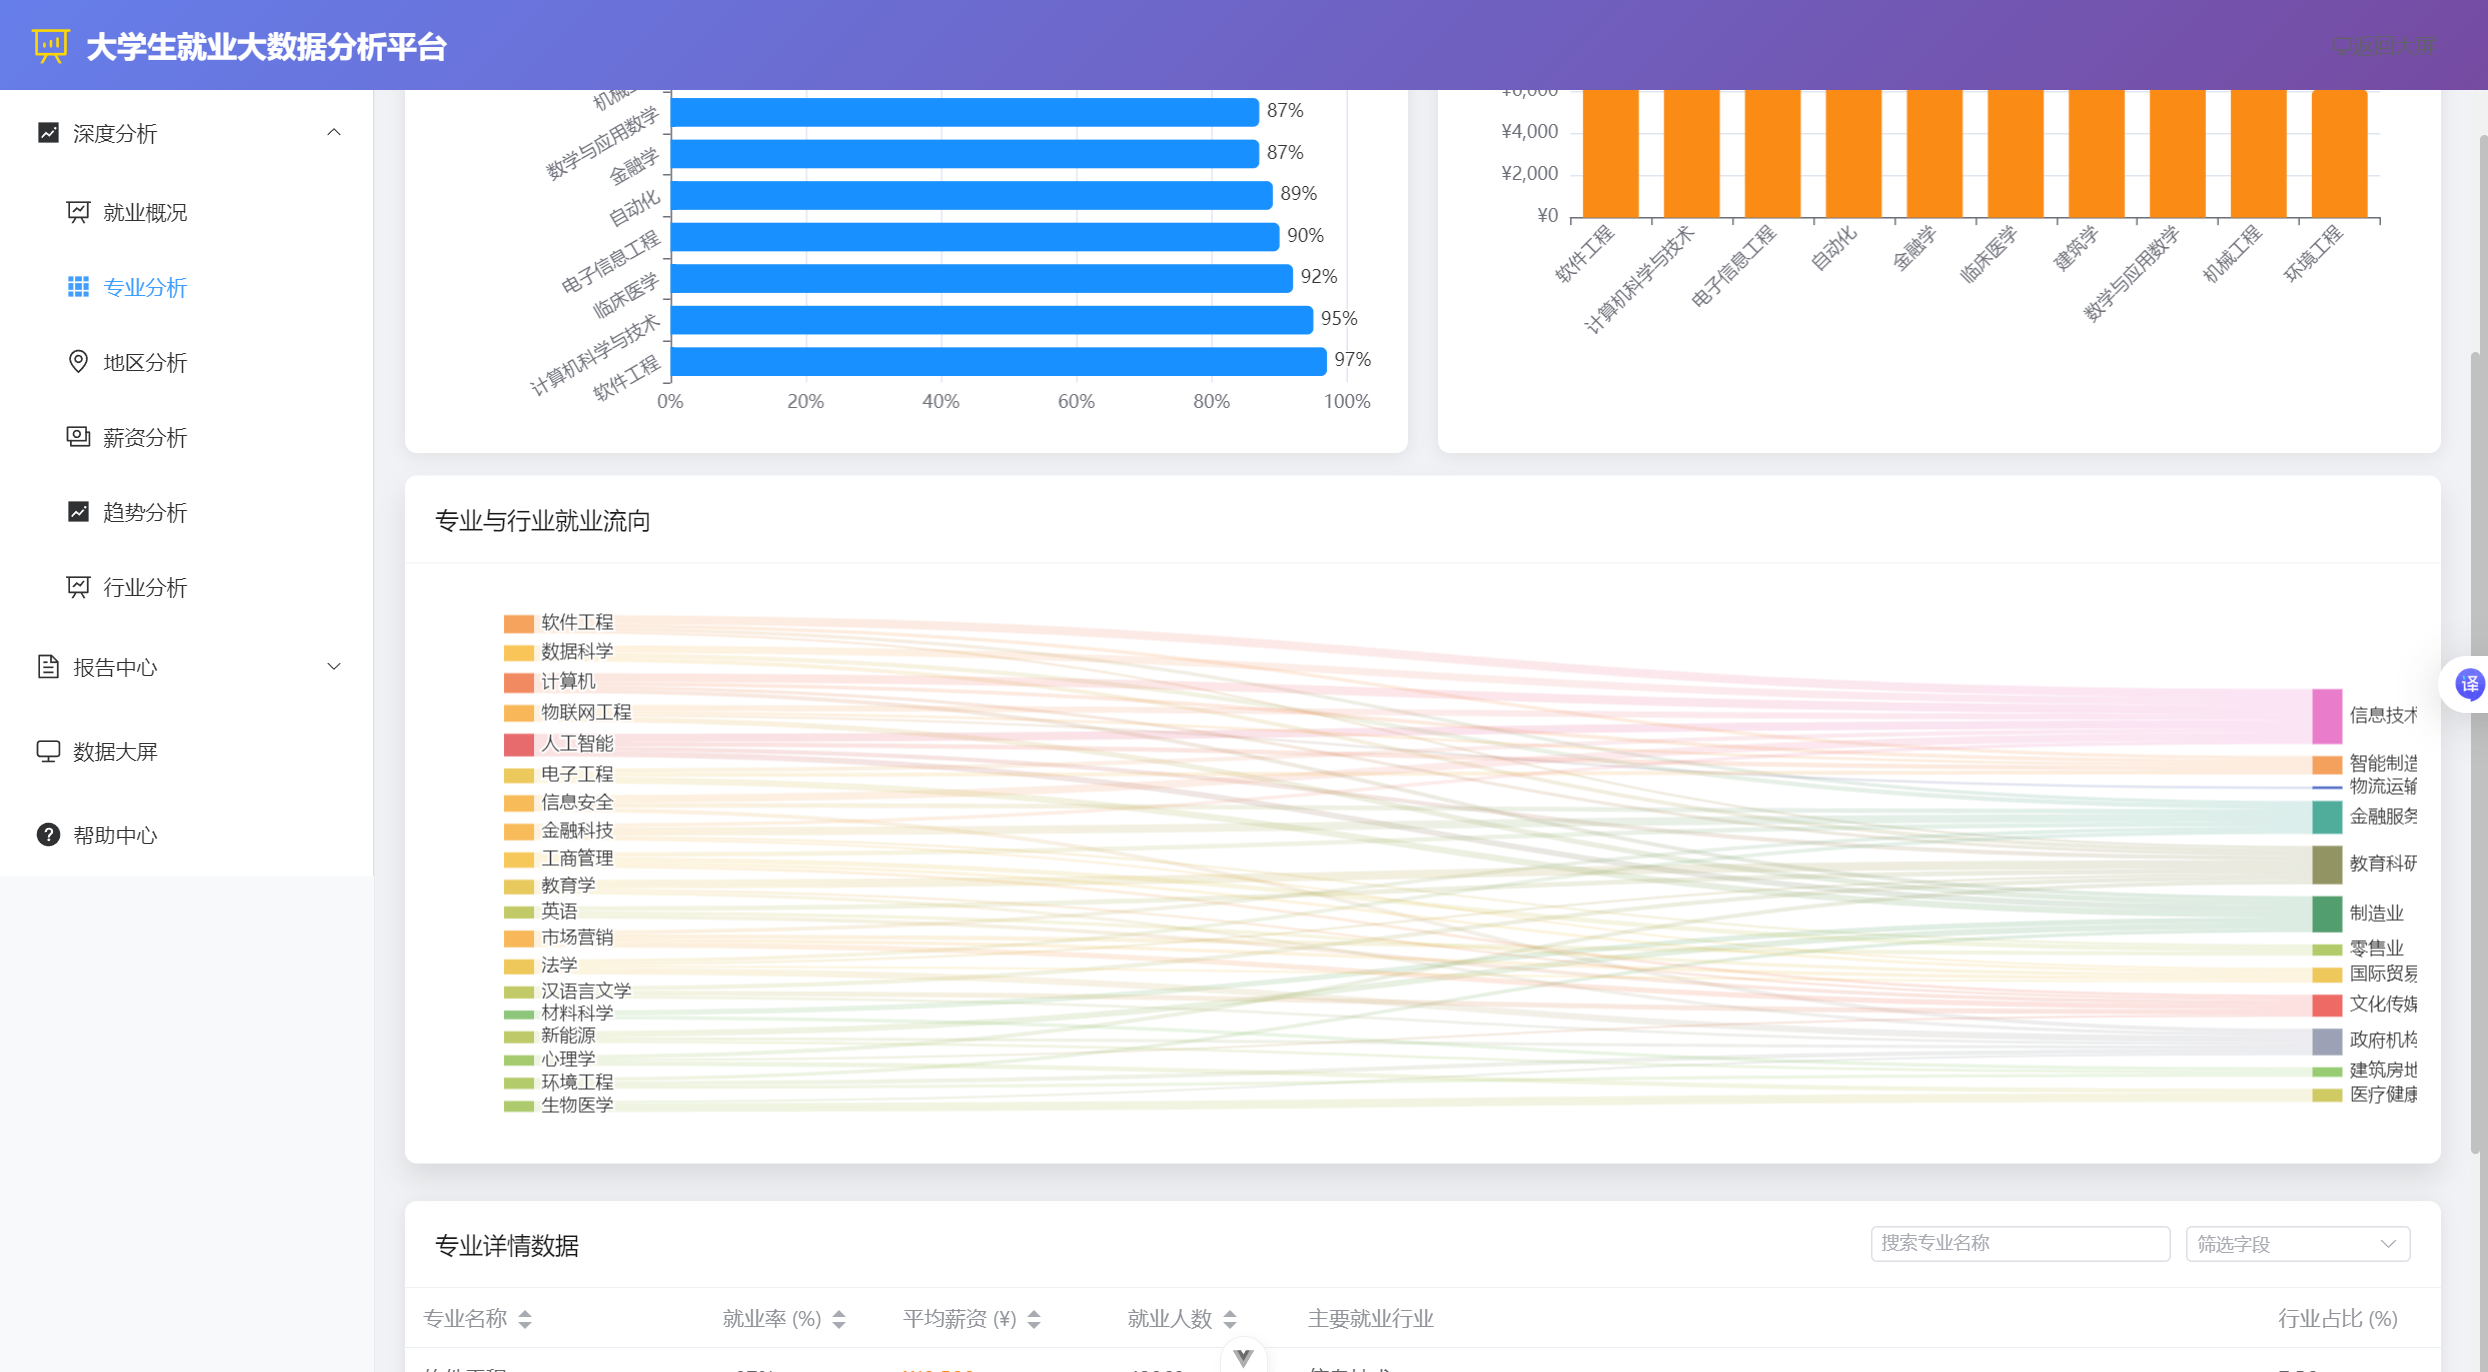 大学生就业大数据分析平台
深度分析
就业概况
专业分析
地区分析
薪资分析
趋势分析
行业分析
报告中心
数据大屏
帮助中心
数学与应用数学
金融学
自动化
电子信息工程
临床医学
计算机科学与技术
软件工程
87%
87%
89%
90%
92%
95%
97%
0%
20%
40%
60%
80%
100%
¥6,000
¥4,000
¥2,000
¥0
软件工程
计算机科学与技术
电子信息工程
自动化
金融学
临床医学
建筑学
数学与应用数学
机械工程
环境工程
专业与行业就业流向
软件工程
数据科学
计算机
物联网工程
人工智能
电子工程
信息安全
金融科技
工商管理
教育学
英语
市场营销
法学
汉语言文学
材料科学
新能源
心理学
环境工程
生物医学
信息技术
智能制造
物流运输
金融服务
教育科研
制造业
零售业
国际贸易
文化传媒
政府机构
建筑房地
医疗健康
译
专业详情数据
搜索专业名称
筛选字段
专业名称
就业率 (%)
平均薪资 (¥)
就业人数
主要就业行业
行业占比 (%)